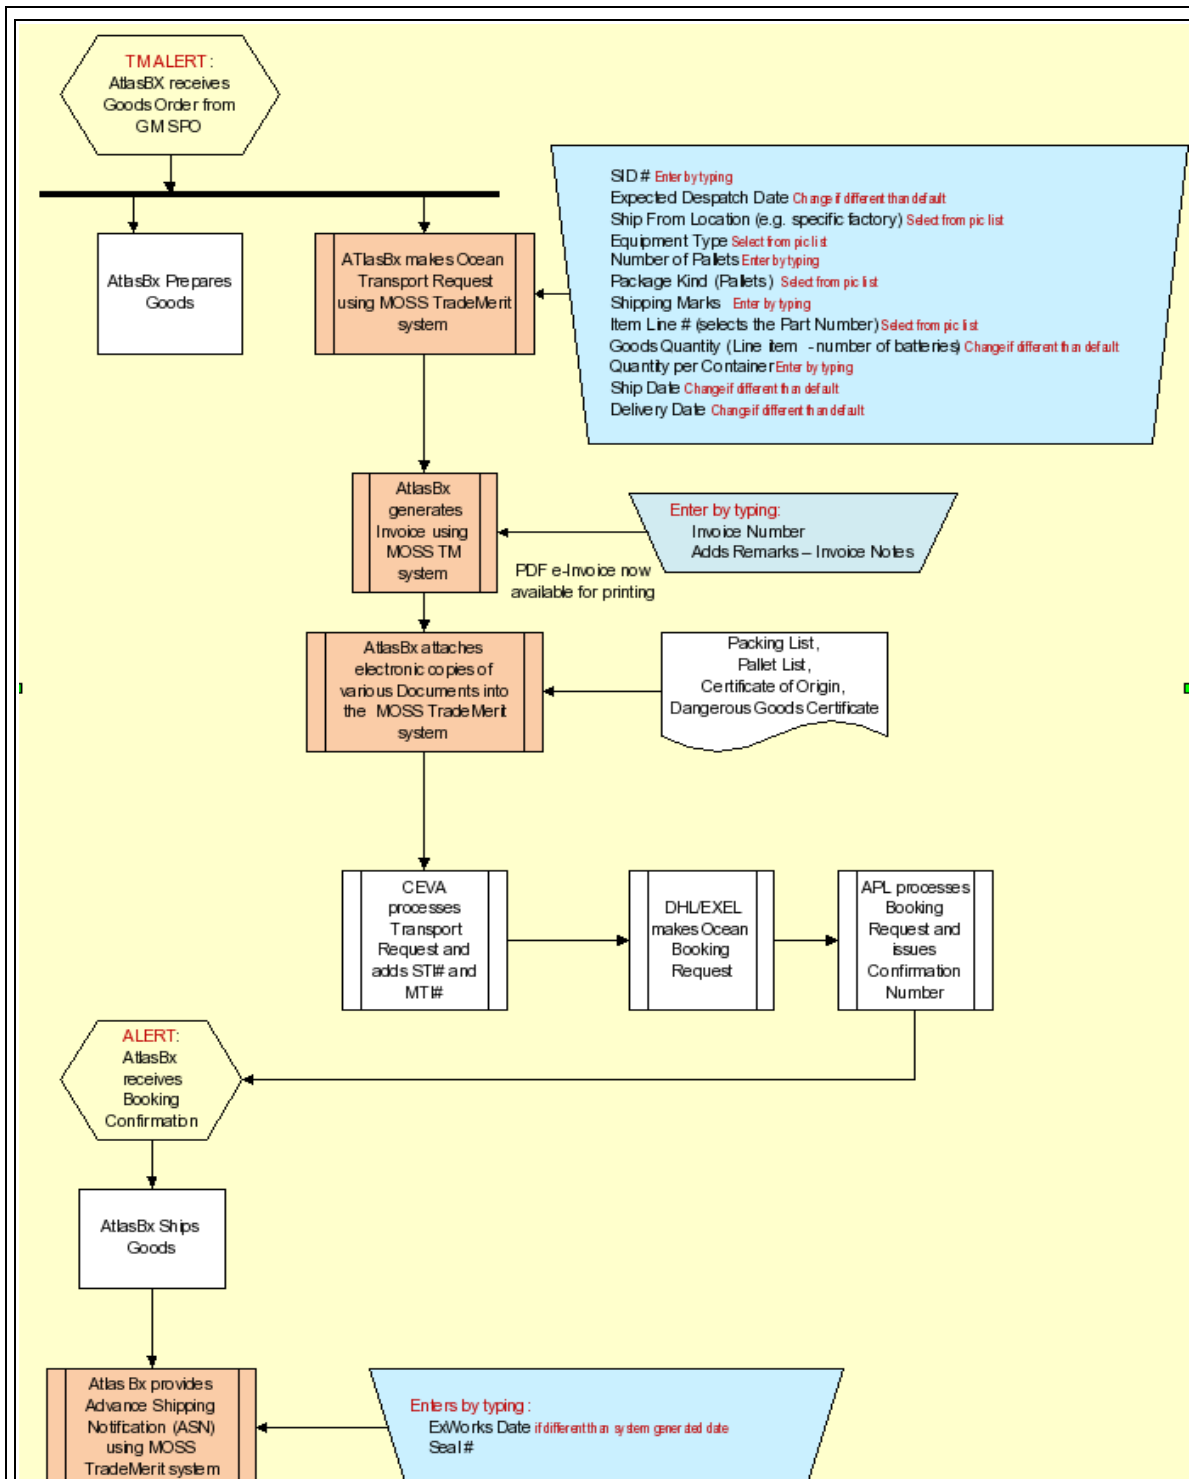 TM ALERT:
AtlasBX receives
Goods Order from
GM SPO
AtlasBx Prepares
Goods
ATlasBx makes Ocean
Transport Request
using MOSS TradeMerit
system
SID # Enter by typing
Expected Despatch Date Change if different than default
Ship From Location (e.g. specific factory) Select from pic list
Equipment Type Select from pic list
Number of Pallets Enter by typing
Package Kind (Pallets) Select from pic list
Shipping Marks Enter by typing
Item Line # (selects the Part Number) Select from pic list
Goods Quantity (Line item - number of batteries) Change if different than default
Quantity per Container Enter by typing
Ship Date Change if different than default
Delivery Date Change if different than default
AtlasBx
generates
Invoice using
MOSS TM
system
Enter by typing:
Invoice Number
Adds Remarks – Invoice Notes
PDF e-Invoice now
available for printing
AtlasBx attaches
electronic copies of
various Documents into
the MOSS TradeMerit
system
Packing List,
Pallet List,
Certificate of Origin,
Dangerous Goods Certificate
CEVA
processes
Transport
Request and
adds STI# and
MTI#
DHL/EXEL
makes Ocean
Booking
Request
APL processes
Booking
Request and
issues
Confirmation
Number
ALERT:
AtlasBx
receives
Booking
Confirmation
AtlasBx Ships
Goods
Atlas Bx provides
Advance Shipping
Notification (ASN)
using MOSS
TradeMerit system
Enters by typing :
ExWorks Date if different than system generated date
Seal #